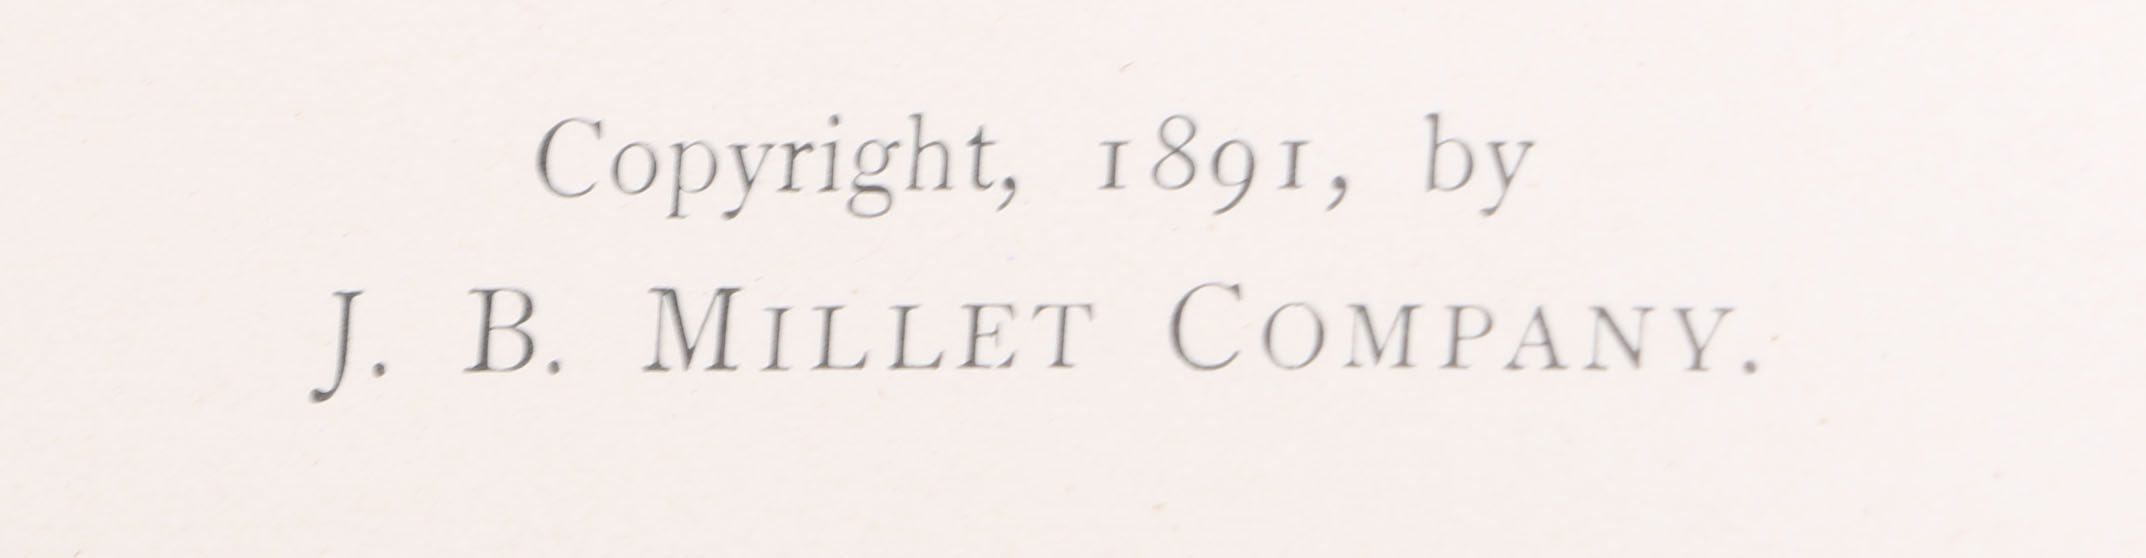 Copyright, 1891, by
J. B. MILLET COMPANY.